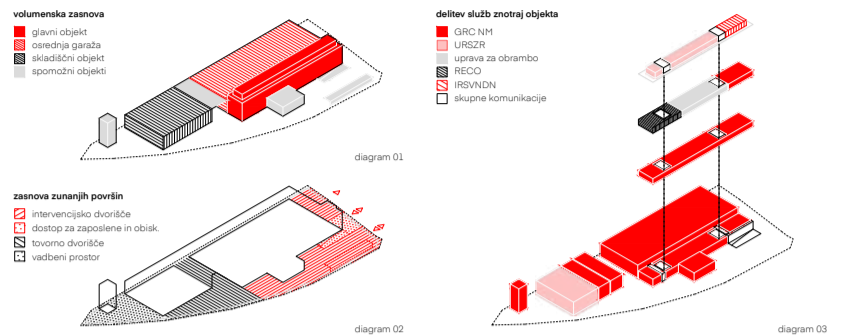 volumenska zasnova
glavni objekt
osrednja garaža
skladiščni objekt
spomožni objekti
diagram 01
zasnova zunanjih površin
intervencijsko dvorišče
dostop za zaposlene in obisk.
tovorno dvorišče
vadbeni prostor
diagram 02
delitev služb znotraj objekta
GRC NM
URSZR
uprava za obrambo
RECO
IRSVNDN
skupne komunikacije
diagram 03